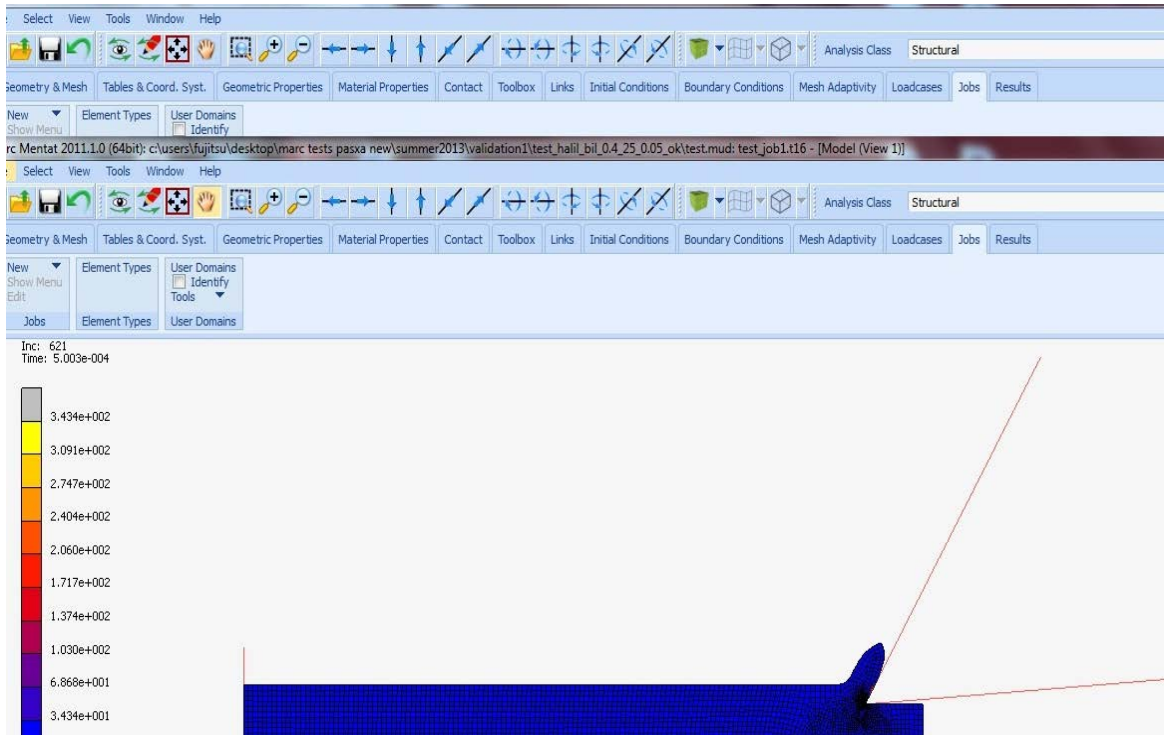 Select View Tools Window Help
Analysis Class Structural
Geometry & Mesh Tables & Coord. Syst. Geometric Properties Material Properties Contact Toolbox Links Initial Conditions Boundary Conditions Mesh Adaptivity Loadcases Jobs Results
New Element Types User Domains
Show Menu Identify
rc Mentat 2011.1.0 (64bit): c:\users\fujitsu\desktop\marc tests pasxa new\summer2013\validation1\test_halil_bil_0.4_25_0.05_ok\test.mud: test_job1.t16 - [Model (View 1)]
Select View Tools Window Help
Analysis Class Structural
Geometry & Mesh Tables & Coord. Syst. Geometric Properties Material Properties Contact Toolbox Links Initial Conditions Boundary Conditions Mesh Adaptivity Loadcases Jobs Results
New Element Types User Domains
Show Menu Identify
Edit Tools
Jobs Element Types User Domains
Inc: 621
Time: 5.003e-004
3.434e+002
3.091e+002
2.747e+002
2.404e+002
2.060e+002
1.717e+002
1.374e+002
1.030e+002
6.868e+001
3.434e+001